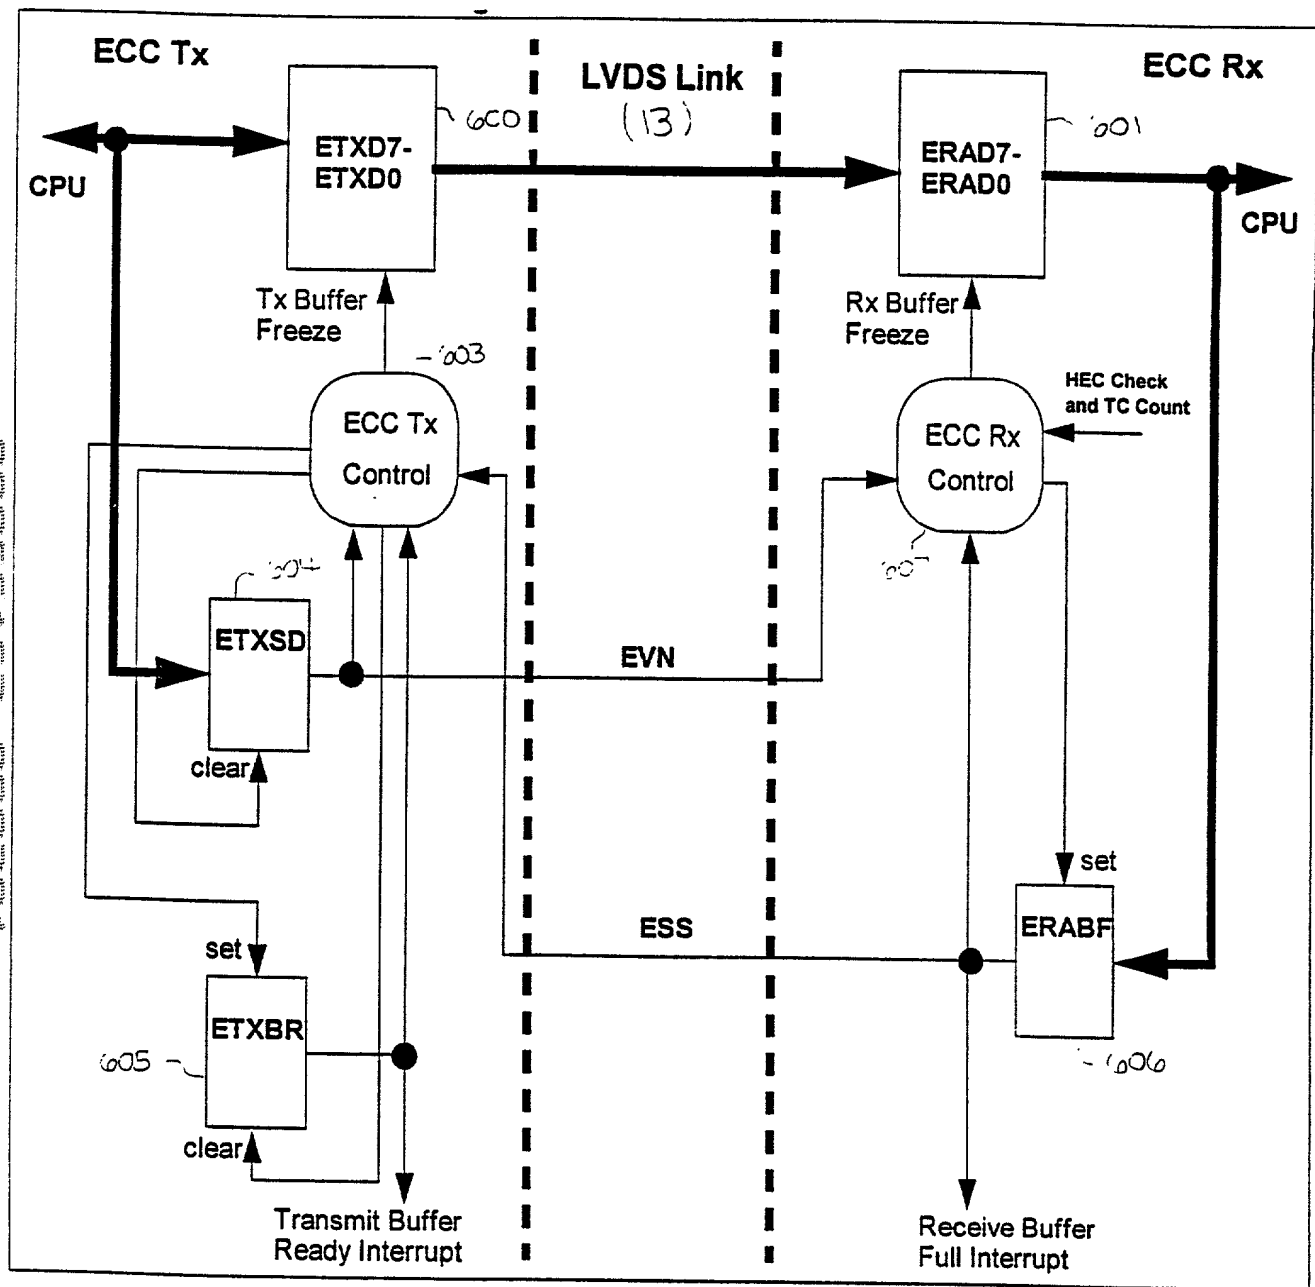 ECC Tx
LVDS Link
(13)
ECC Rx
600
601
ETXD7-
ETXD0
ERAD7-
ERAD0
CPU
CPU
Tx Buffer
Freeze
Rx Buffer
Freeze
603
HEC Check
and TC Count
ECC Tx
Control
ECC Rx
Control
604
ETXSD
EVN
clear
set
ESS
ERABF
set
ETXBR
605
606
clear
Transmit Buffer
Ready Interrupt
Receive Buffer
Full Interrupt